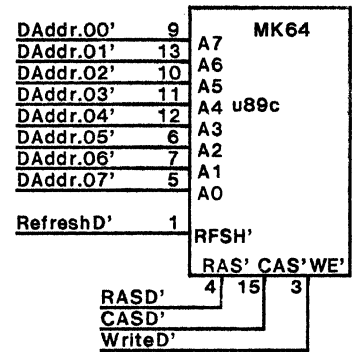 MK64
DAddr.00' 9 A7
DAddr.01' 13 A6
DAddr.02' 10 A5
DAddr.03' 11 A4 u89c
DAddr.04' 12 A3
DAddr.05' 6 A2
DAddr.06' 7 A1
DAddr.07' 5 A0
RefreshD' 1 RFSH'
RAS' CAS' WE'
4 15 3
RASD'
CASD'
WriteD'